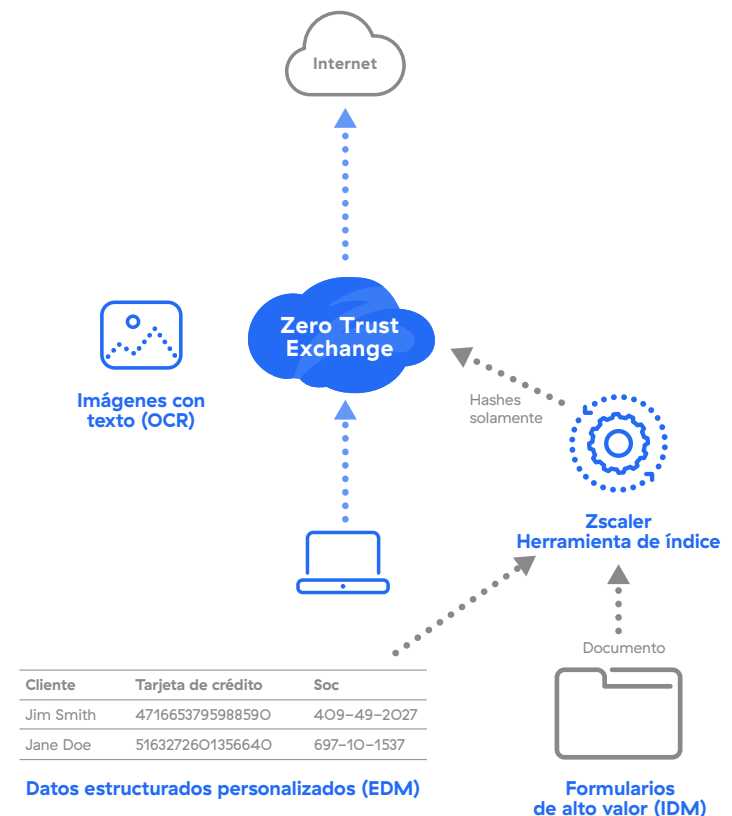 Internet
Zero Trust
Exchange
Imágenes con
texto (OCR)
Hashes
solamente
Zscaler
Herramienta de índice
Documento
Cliente Tarjeta de crédito Soc
Jim Smith 4716653795988590 409-49-2027
Jane Doe 5163272601356640 697-10-1537
Datos estructurados personalizados (EDM)
Formularios
de alto valor (IDM)